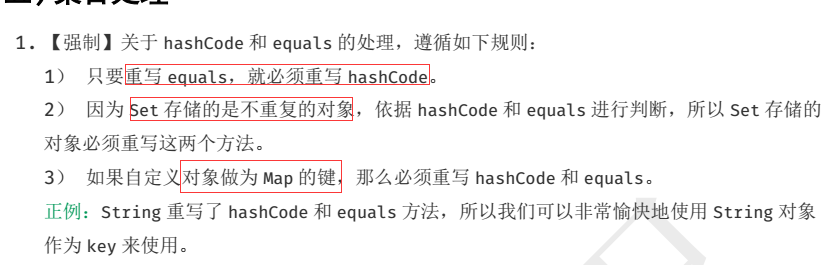 1. 【强制】关于 hashCode 和 equals 的处理，遵循如下规则：
1） 只要重写 equals，就必须重写 hashCode。
2） 因为 Set 存储的是不重复的对象，依据 hashCode 和 equals 进行判断，所以 Set 存储的
对象必须重写这两个方法。
3） 如果自定义对象做为 Map 的键，那么必须重写 hashCode 和 equals。
正例：String 重写了 hashCode 和 equals 方法，所以我们可以非常愉快地使用 String 对象
作为 key 来使用。